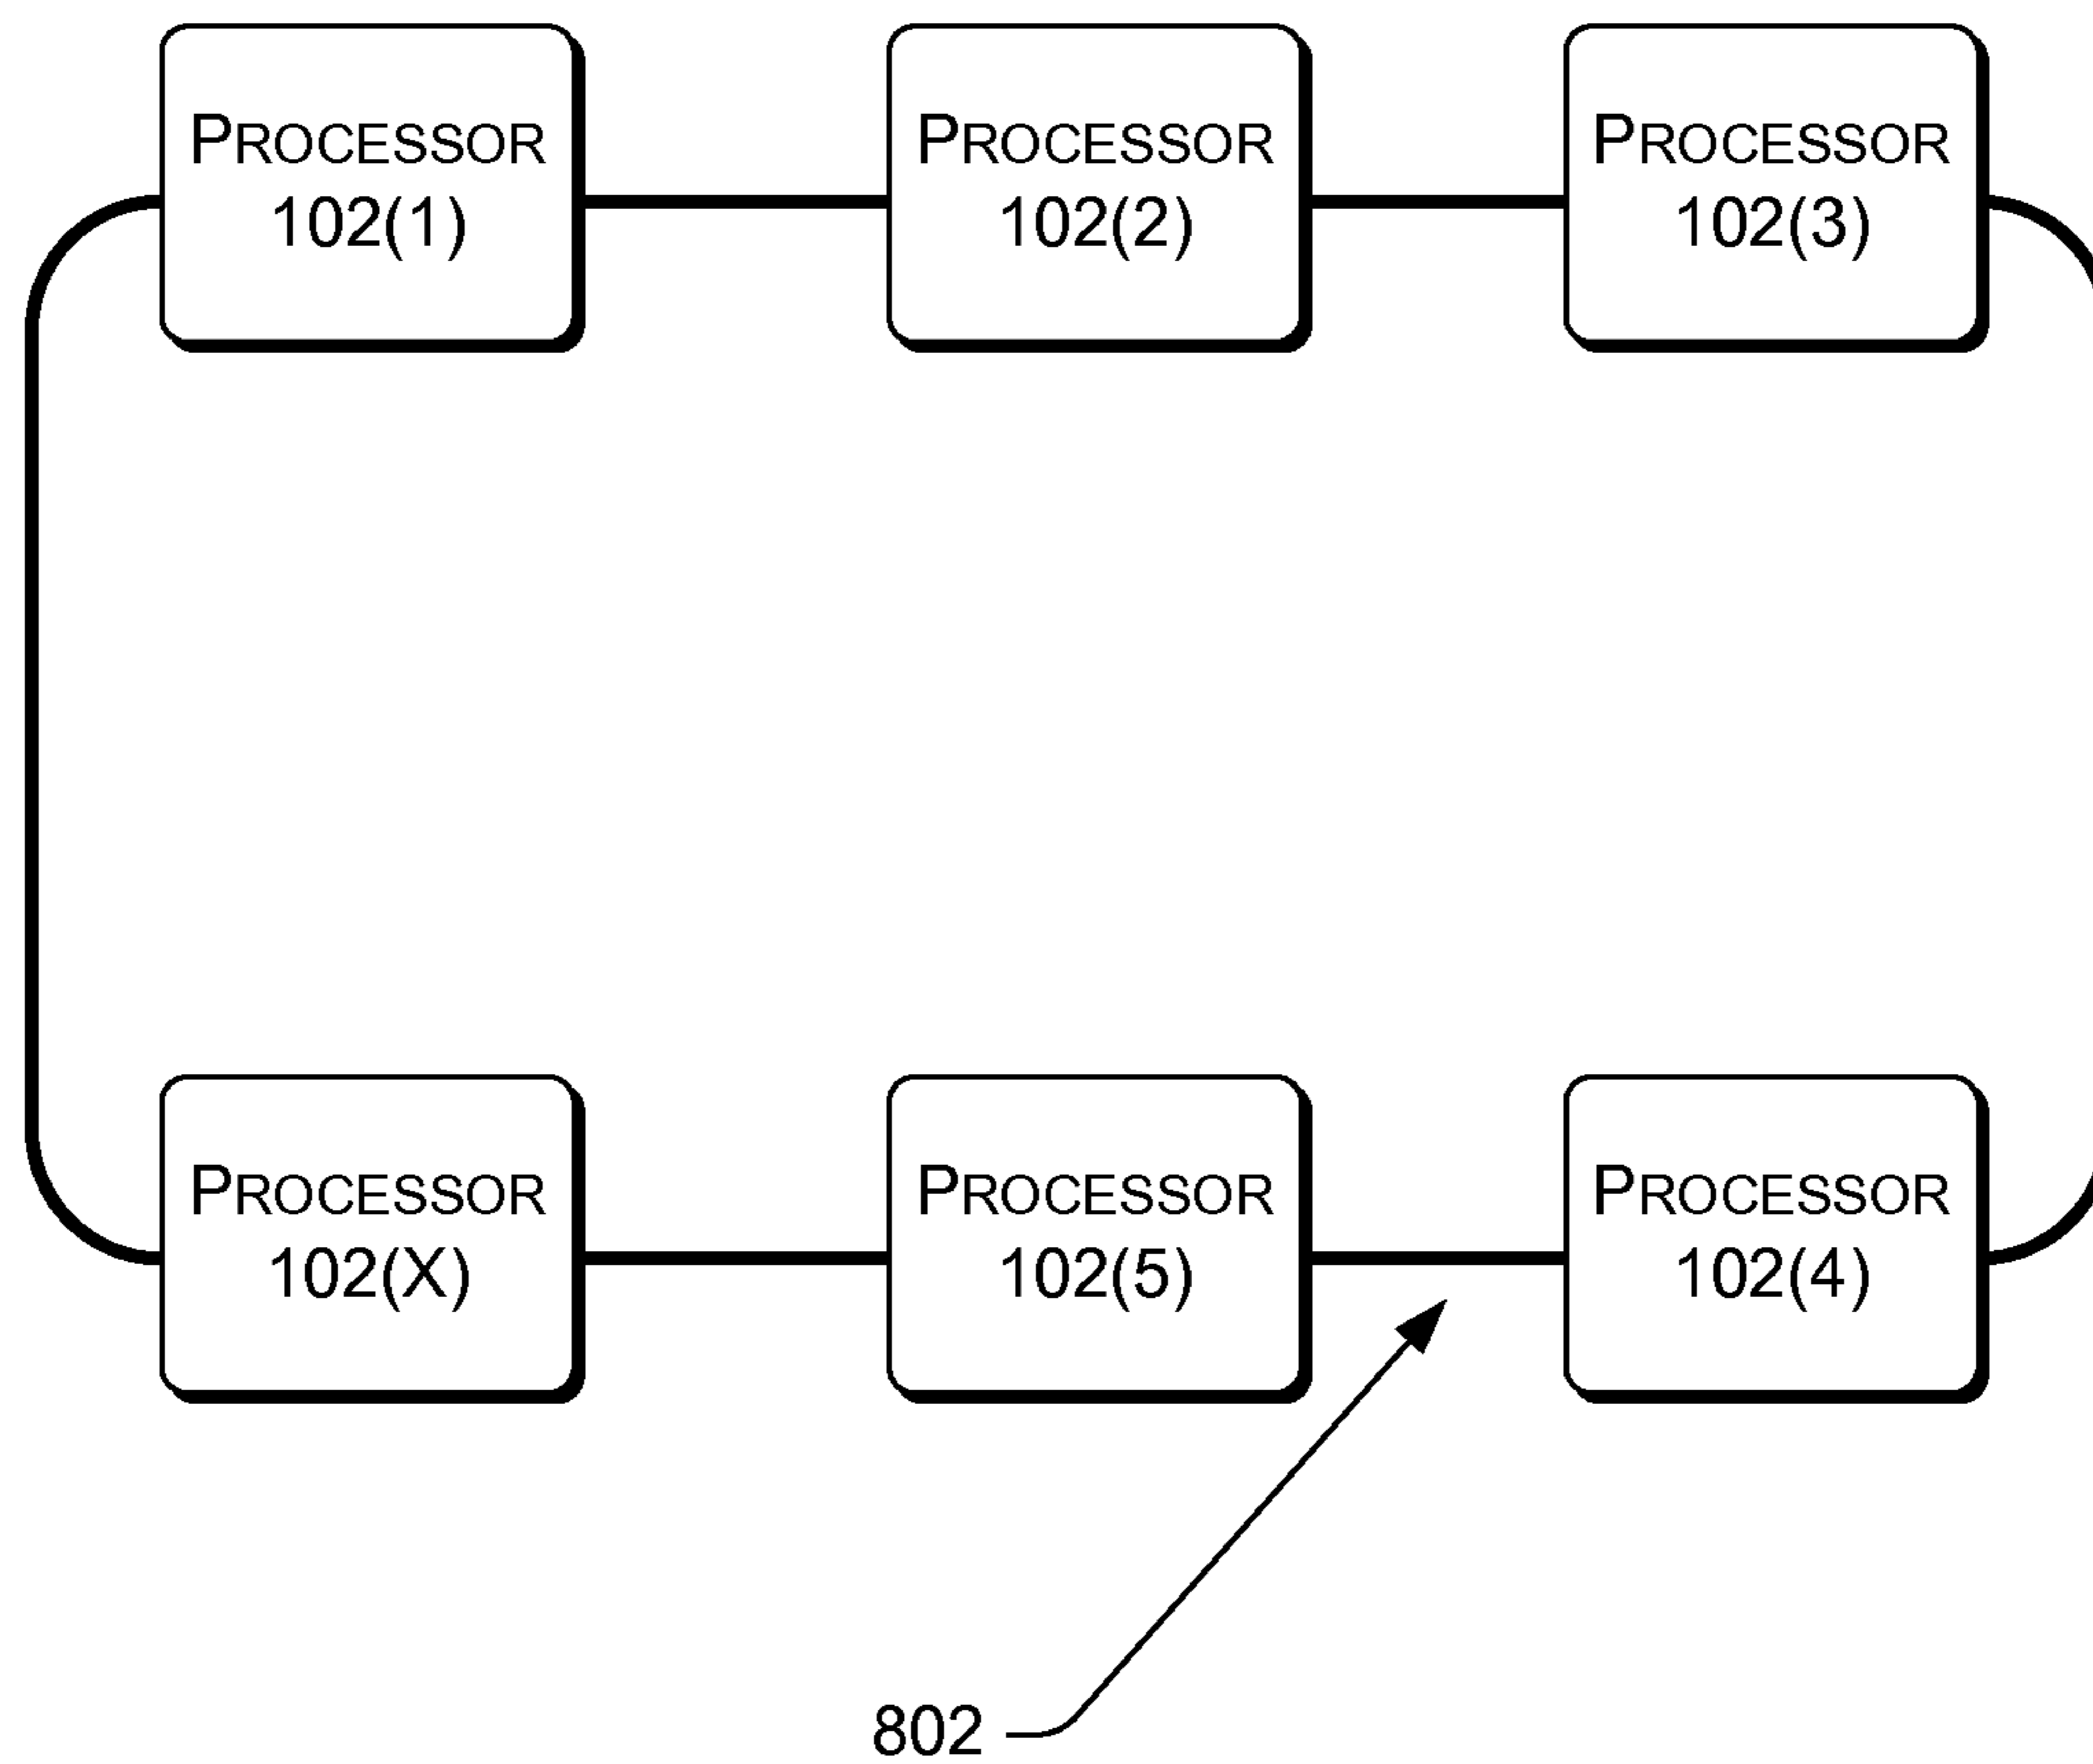 PROCESSOR
102(1)
PROCESSOR
102(2)
PROCESSOR
102(3)
PROCESSOR
102(X)
PROCESSOR
102(5)
PROCESSOR
102(4)
802